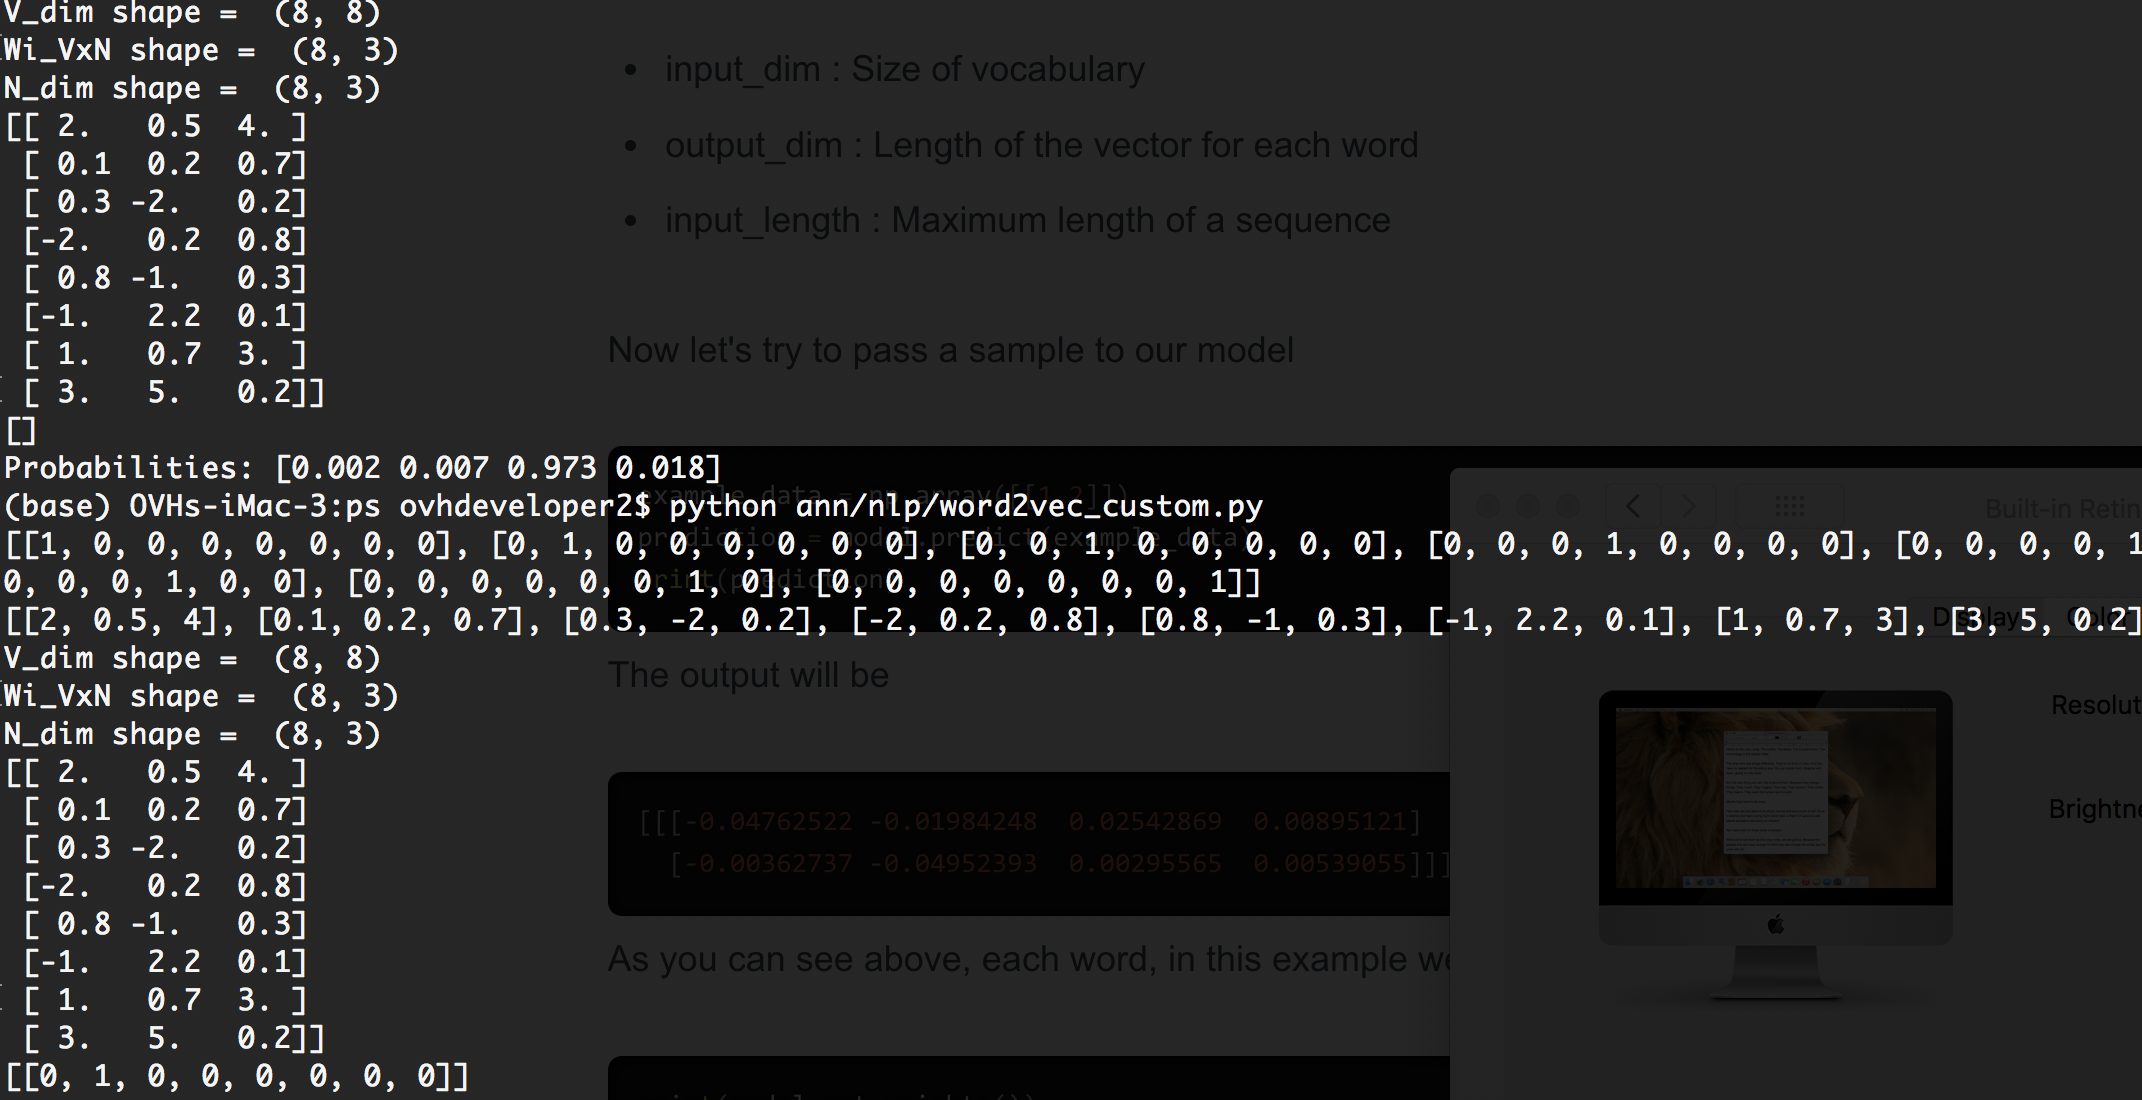 V_dim shape =  (8, 8)
Wi_VxN shape =  (8, 3)
N_dim shape =  (8, 3)
[[ 2.   0.5  4. ]
 [ 0.1  0.2  0.7]
 [ 0.3 -2.   0.2]
 [-2.   0.2  0.8]
 [ 0.8 -1.   0.3]
 [-1.   2.2  0.1]
 [ 1.   0.7  3. ]
 [ 3.   5.   0.2]]
[]
Probabilities: [0.002 0.007 0.973 0.018]
(base) OVHs-iMac-3:ps ovhdeveloper2$ python ann/nlp/word2vec_custom.py
[[1, 0, 0, 0, 0, 0, 0, 0], [0, 1, 0, 0, 0, 0, 0, 0], [0, 0, 1, 0, 0, 0, 0, 0], [0, 0, 0, 1, 0, 0, 0, 0], [0, 0, 0, 0, 1
0, 0, 0, 1, 0, 0], [0, 0, 0, 0, 0, 0, 1, 0], [0, 0, 0, 0, 0, 0, 0, 1]]
[[2, 0.5, 4], [0.1, 0.2, 0.7], [0.3, -2, 0.2], [-2, 0.2, 0.8], [0.8, -1, 0.3], [-1, 2.2, 0.1], [1, 0.7, 3], [3, 5, 0.2]
V_dim shape =  (8, 8)
Wi_VxN shape =  (8, 3)
N_dim shape =  (8, 3)
[[ 2.   0.5  4. ]
 [ 0.1  0.2  0.7]
 [ 0.3 -2.   0.2]
 [-2.   0.2  0.8]
 [ 0.8 -1.   0.3]
 [-1.   2.2  0.1]
 [ 1.   0.7  3. ]
 [ 3.   5.   0.2]]
[[0, 1, 0, 0, 0, 0, 0, 0]]
• input_dim : Size of vocabulary
• output_dim : Length of the vector for each word
• input_length : Maximum length of a sequence
Now let's try to pass a sample to our model
example_data = np.array([[1,2]])
prediction = model.predict(example_data)
print(prediction)
The output will be
[[[-0.04762522 -0.01984248  0.02542869  0.00895121]
  [-0.00362737 -0.04952393  0.00295565  0.00539055]]]
As you can see above, each word, in this example we
Built-in Retin
Display
Color
Resolut
Brightne